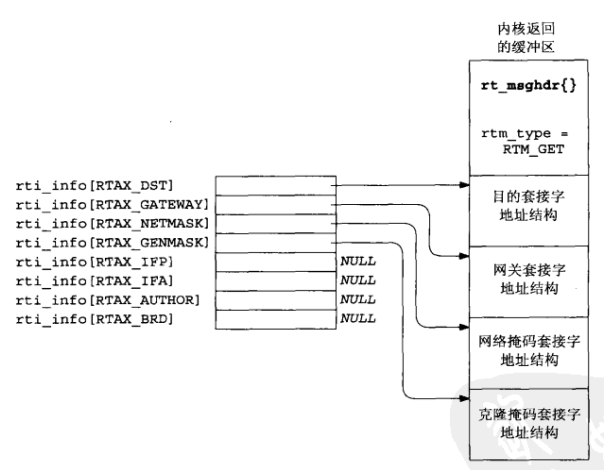 内核返回
的缓冲区
rt_msghdr{}
rtm_type =
RTM_GET
rti_info[RTAX_DST]
rti_info[RTAX_GATEWAY]
rti_info[RTAX_NETMASK]
rti_info[RTAX_GENMASK]
rti_info[RTAX_IFP]
NULL
rti_info[RTAX_IFA]
NULL
rti_info[RTAX_AUTHOR]
NULL
rti_info[RTAX_BRD]
NULL
目的套接字
地址结构
网关套接字
地址结构
网络掩码套接字
地址结构
克隆掩码套接字
地址结构